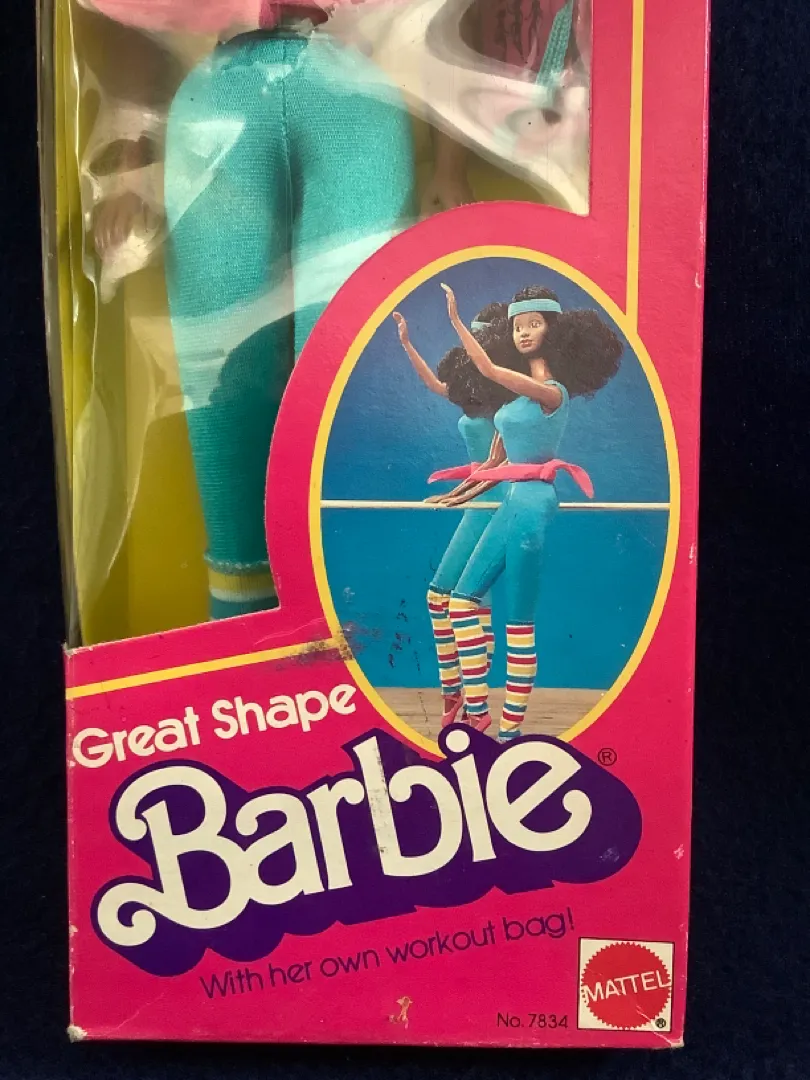 Great Shape
Barbie®
With her own workout bag!
No. 7834
MATTEL®